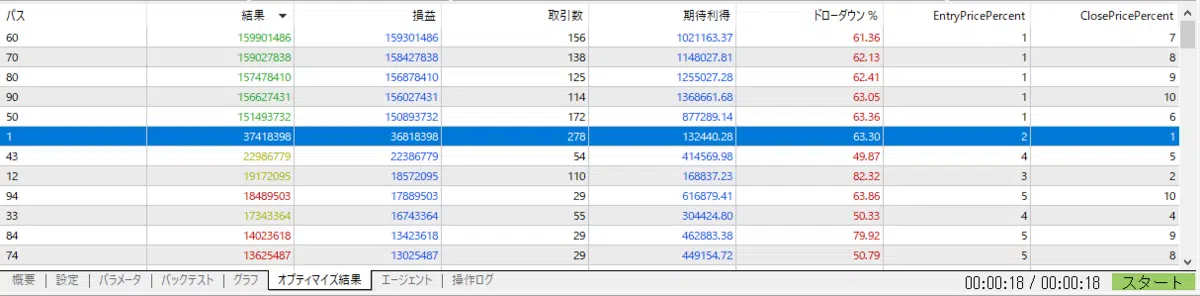 パス 結果 損益 取引数 期待利得 ドローダウン % EntryPricePercent ClosePricePercent
60 159901486 159301486 156 1021163.37 61.36 1 7
70 159027838 158427838 138 1148027.81 62.13 1 8
80 157478410 156878410 125 1255027.28 62.41 1 9
90 156627431 156027431 114 1368661.68 63.05 1 10
50 151493732 150893732 172 877289.14 63.36 1 6
1 37418398 36818398 278 132440.28 63.30 2 1
43 22986779 22386779 54 414569.98 49.87 4 5
12 19172095 18572095 110 168837.23 82.32 3 2
94 18489503 17889503 29 616879.41 63.86 5 10
33 17343364 16743364 55 304424.80 50.33 4 4
84 14023618 13423618 29 462883.38 79.92 5 9
74 13625487 13025487 29 449154.72 50.79 5 8
概要 | 設定 | パラメータ | バックテスト | グラフ | オプティマイズ結果 | エージェント | 操作ログ 00:00:18 / 00:00:18 スタート